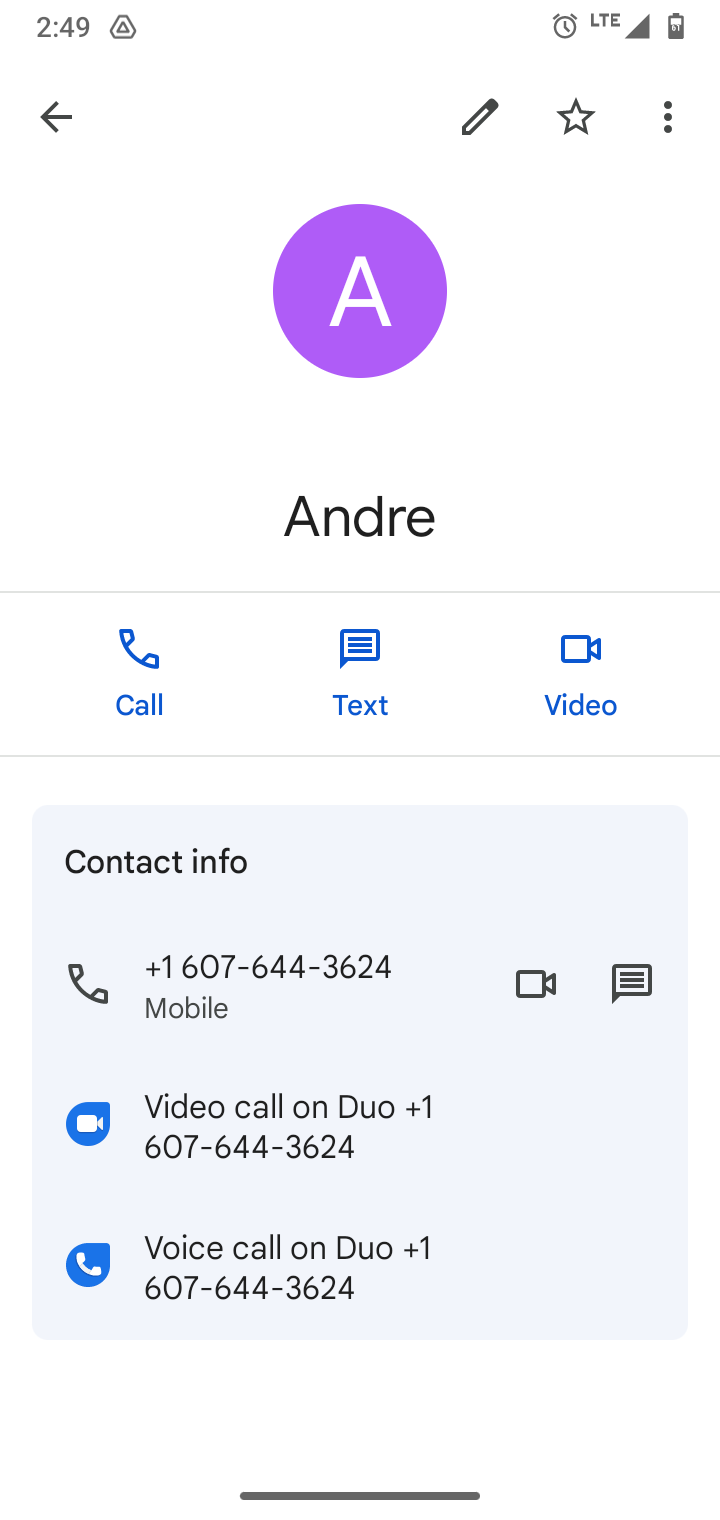 2:49
LTE
A
Andre
Call
Text
Video
Contact info
+1 607-644-3624
Mobile
Video call on Duo +1
607-644-3624
Voice call on Duo +1
607-644-3624